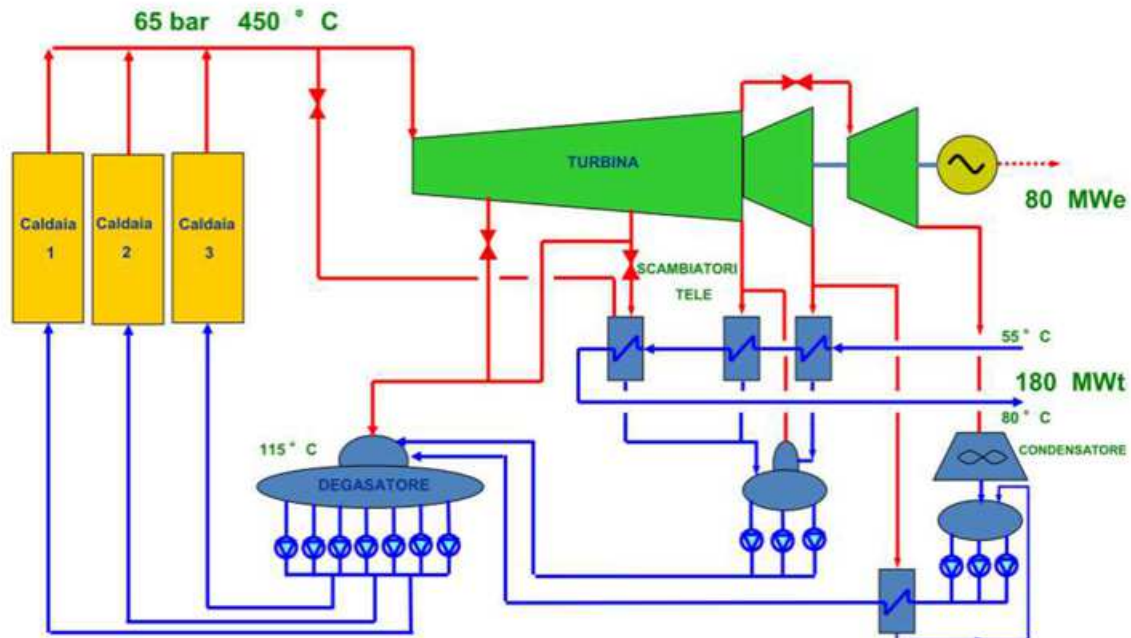 65 bar 450 ° C
TURBINA
Caldaia
1
Caldaia
2
Caldaia
3
80 MWe
SCAMBIATORI
TELE
55° C
180 MWt
80° C
115° C
CONDENSATORE
DEGASATORE